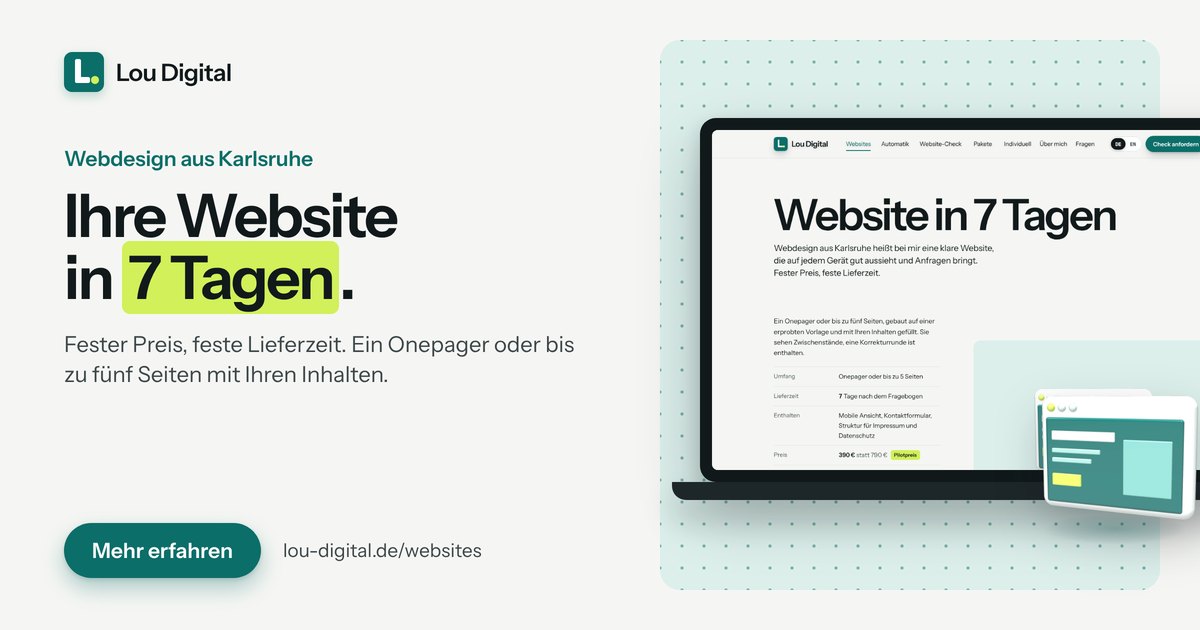 L.
Lou Digital
Webdesign aus Karlsruhe
Ihre Website
in 7 Tagen.
Fester Preis, feste Lieferzeit. Ein Onepager oder bis
zu fünf Seiten mit Ihren Inhalten.
Mehr erfahren
lou-digital.de/websites
L Lou Digital Websites Automatik Website-Check Pakete Individuell Über mich Fragen DE EN Check anfordern
Website in 7 Tagen
Webdesign aus Karlsruhe heißt bei mir eine klare Website,
die auf jedem Gerät gut aussieht und Anfragen bringt.
Fester Preis, feste Lieferzeit.
Ein Onepager oder bis zu fünf Seiten, gebaut auf einer
erprobten Vorlage und mit Ihren Inhalten gefüllt. Sie
sehen Zwischenstände, eine Korrekturrunde ist
enthalten.
Umfang Onepager oder bis zu 5 Seiten
Lieferzeit 7 Tage nach dem Fragebogen
Enthalten Mobile Ansicht, Kontaktformular,
Struktur für Impressum und
Datenschutz
Preis 390 € statt 790 € Pilotpreis